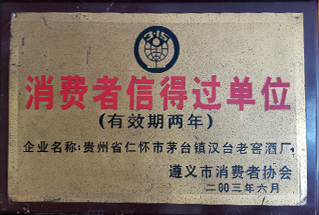 315
消费者信得过单位
(有效期两年)
企业名称:贵州省仁怀市茅台镇汉台老窖酒厂
遵义市消费者协会
二00三年六月